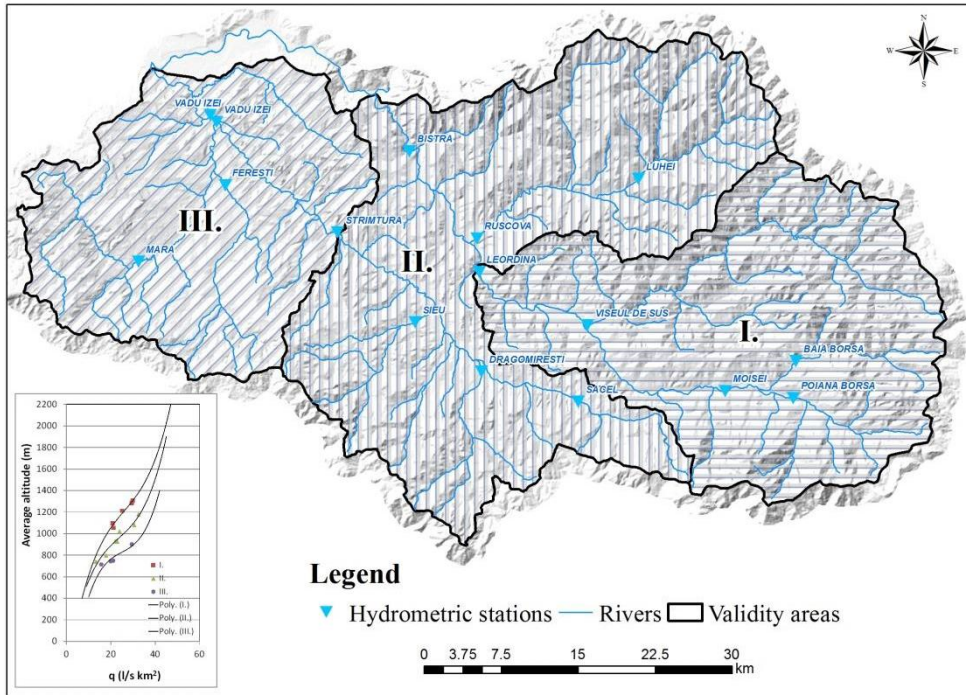 N
W E
S
VADU IZEI
VADU IZEI
BISTRA
LUHEI
FERESTI
STRIMTURA
RUSCOVA
MARA
III.
II.
LEORDINA
SIEU
VISEUL DE SUS
I.
DRAGOMIRESTI
BAIA BORSA
MOISEI
POIANA BORSA
SACEL
2200
2000
1800
1600
1400
1200
1000
800
600
400
200
0
Average altitude (m)
I.
II.
III.
Poly. (I.)
Poly. (II.)
Poly. (III.)
0 20 40 60
q (l/s km²)
Legend
Hydrometric stations Rivers Validity areas
0 3.75 7.5 15 22.5 30
km